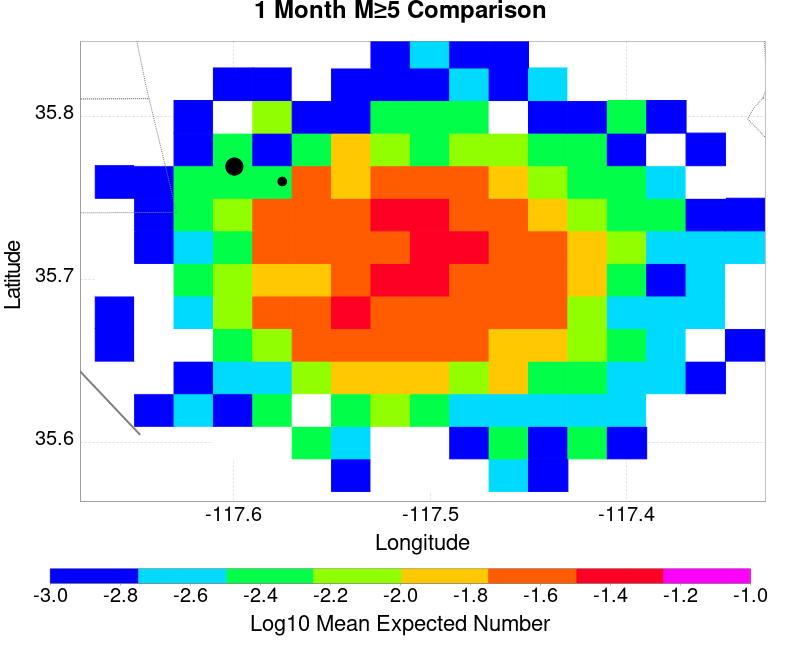 1 Month M≥5 Comparison
35.8
35.7
35.6
Latitude
-117.6 -117.5 -117.4
Longitude
-3.0 -2.8 -2.6 -2.4 -2.2 -2.0 -1.8 -1.6 -1.4 -1.2 -1.0
Log10 Mean Expected Number